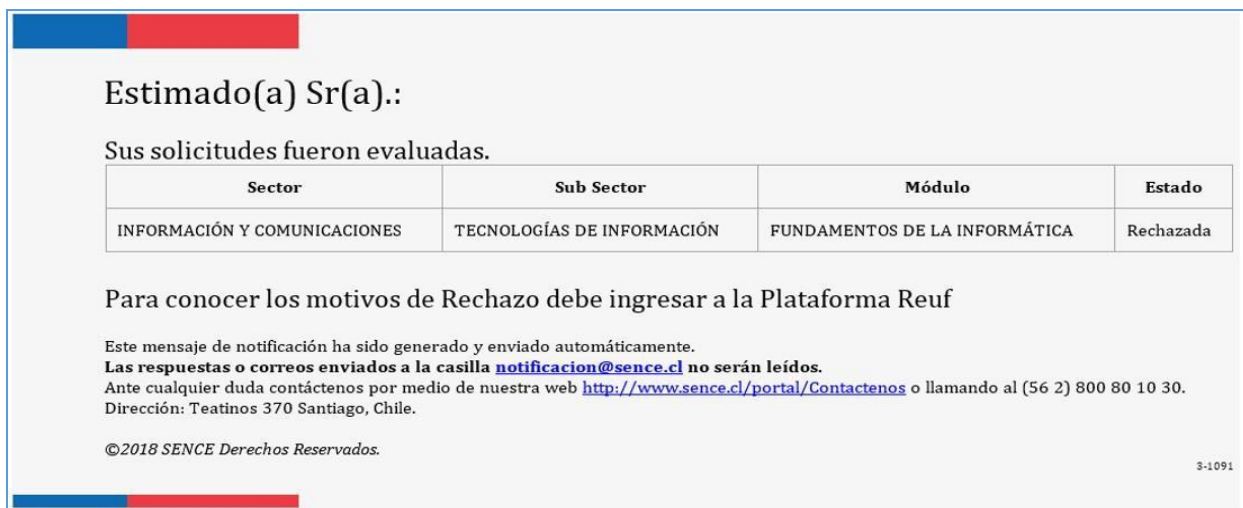 Estimado(a) Sr(a).:
Sus solicitudes fueron evaluadas.
Sector Sub Sector Módulo Estado
INFORMACIÓN Y COMUNICACIONES TECNOLOGÍAS DE INFORMACIÓN FUNDAMENTOS DE LA INFORMÁTICA Rechazada
Para conocer los motivos de Rechazo debe ingresar a la Plataforma Reuf
Este mensaje de notificación ha sido generado y enviado automáticamente.
Las respuestas o correos enviados a la casilla notificacion@sence.cl no serán leídos.
Ante cualquier duda contáctenos por medio de nuestra web http://www.sence.cl/portal/Contactenos o llamando al (56 2) 800 80 10 30.
Dirección: Teatinos 370 Santiago, Chile.
©2018 SENCE Derechos Reservados.
3-1091